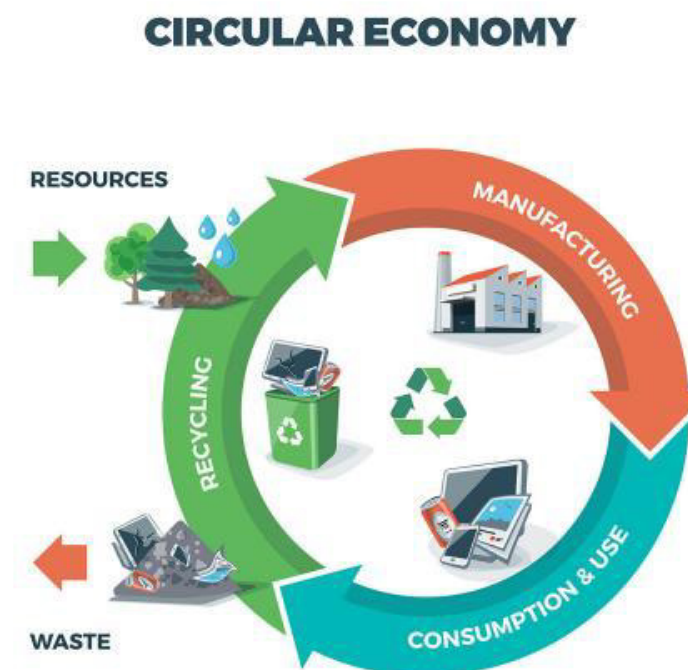 CIRCULAR ECONOMY
RESOURCES
MANUFACTURING
RECYCLING
CONSUMPTION & USE
WASTE